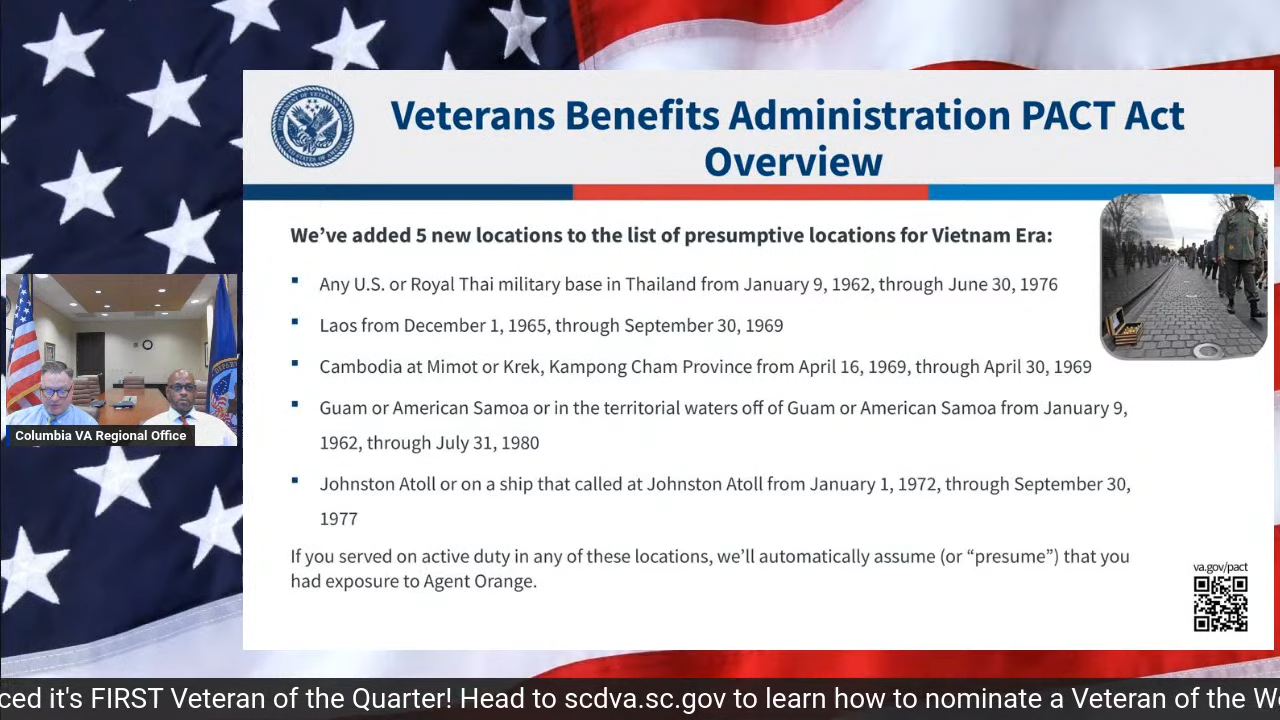 Veterans Benefits Administration PACT Act
Overview
We’ve added 5 new locations to the list of presumptive locations for Vietnam Era:
Any U.S. or Royal Thai military base in Thailand from January 9, 1962, through June 30, 1976
Laos from December 1, 1965, through September 30, 1969
Cambodia at Mimot or Krek, Kampong Cham Province from April 16, 1969, through April 30, 1969
Guam or American Samoa or in the territorial waters off of Guam or American Samoa from January 9,
1962, through July 31, 1980
Johnston Atoll or on a ship that called at Johnston Atoll from January 1, 1972, through September 30,
1977
If you served on active duty in any of these locations, we’ll automatically assume (or “presume”) that you
had exposure to Agent Orange.
va.gov/pact
Columbia VA Regional Office
ced it's FIRST Veteran of the Quarter! Head to scdva.sc.gov to learn how to nominate a Veteran of the W